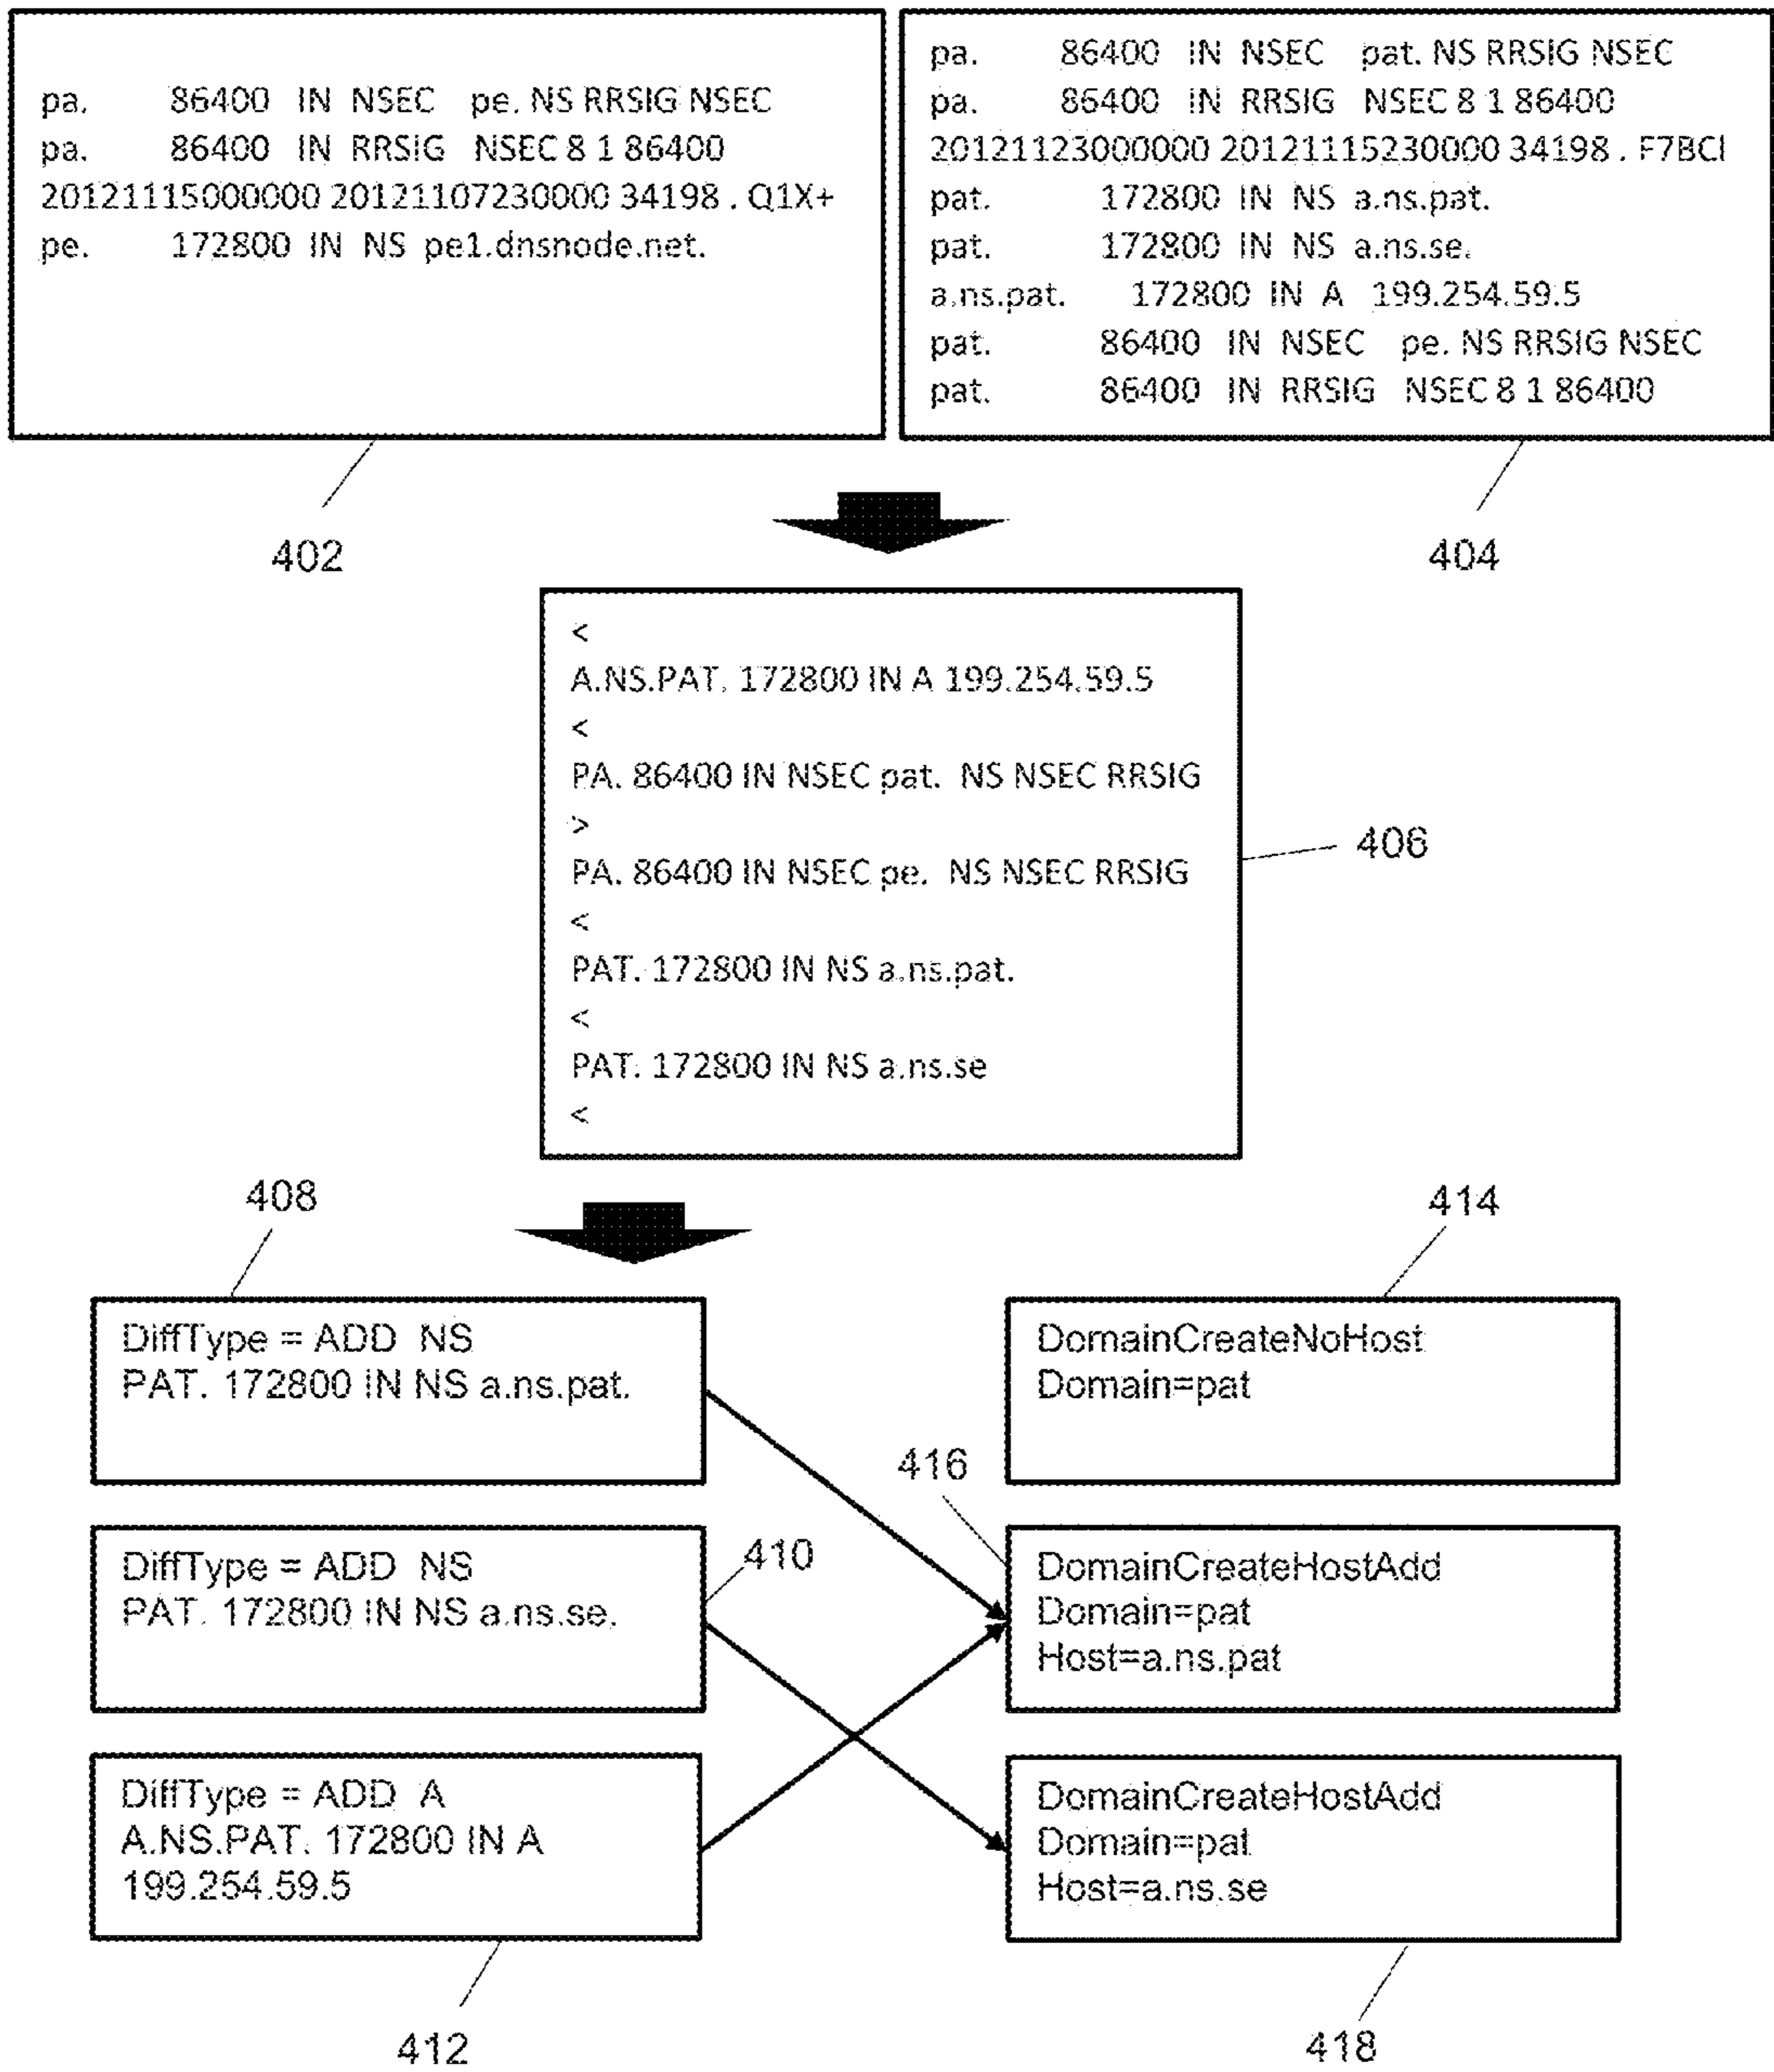 pa. 86400 IN NSEC pe. NS RRSIG NSEC
pa. 86400 IN RRSIG NSEC 8 1 86400
20121115000000 20121107230000 34198 . Q1X+
pe. 172800 IN NS pe1.dnsnode.net.
402
pa. 86400 IN NSEC pat. NS RRSIG NSEC
pa. 86400 IN RRSIG NSEC 8 1 86400
20121123000000 20121115230000 34198 . F7BCl
pat. 172800 IN NS a.ns.pat.
pat. 172800 IN NS a.ns.se.
a.ns.pat. 172800 IN A 199.254.59.5
pat. 86400 IN NSEC pe. NS RRSIG NSEC
pat. 86400 IN RRSIG NSEC 8 1 86400
404
<
A.NS.PAT. 172800 IN A 199.254.59.5
<
PA. 86400 IN NSEC pat. NS NSEC RRSIG
>
PA. 86400 IN NSEC pe. NS NSEC RRSIG
<
PAT. 172800 IN NS a.ns.pat.
<
PAT. 172800 IN NS a.ns.se
<
406
408
DiffType = ADD NS
PAT. 172800 IN NS a.ns.pat.
414
DomainCreateNoHost
Domain=pat
DiffType = ADD NS
PAT. 172800 IN NS a.ns.se.
410
416
DomainCreateHostAdd
Domain=pat
Host=a.ns.pat
DiffType = ADD A
A.NS.PAT. 172800 IN A
199.254.59.5
412
DomainCreateHostAdd
Domain=pat
Host=a.ns.se
418